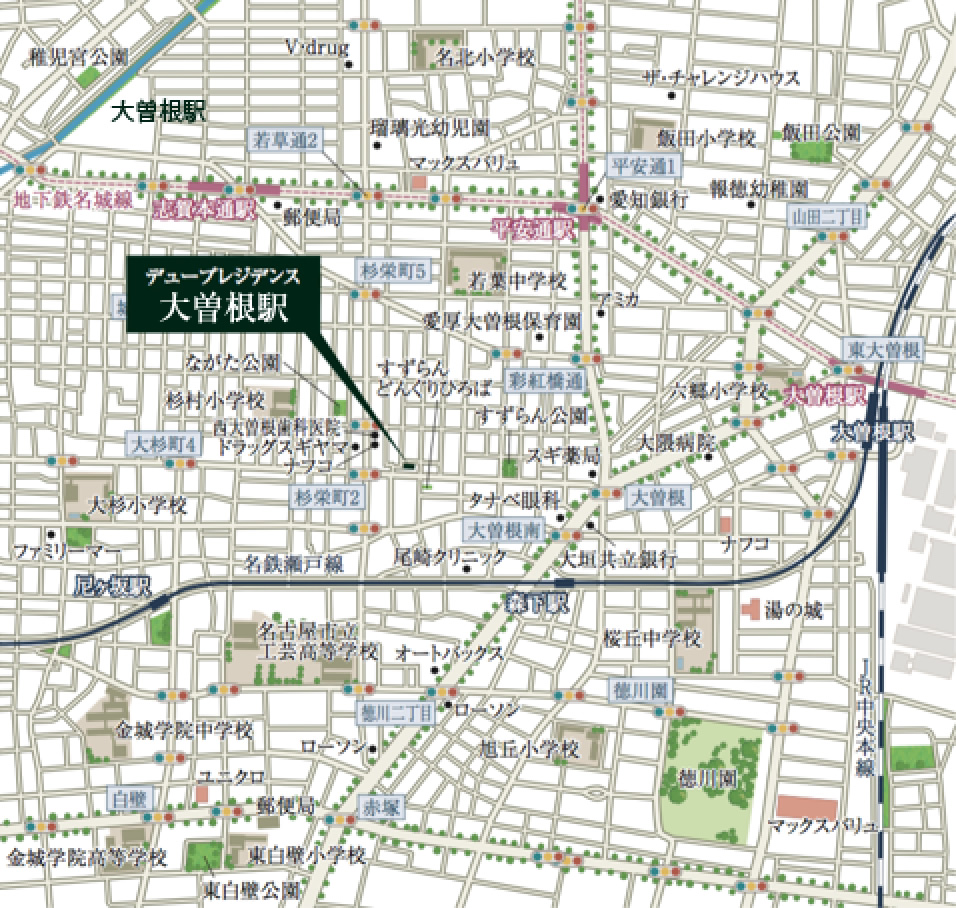 V・drug
名北小学校
稚児宮公園
ザ・チャレンジハウス
大曽根駅
瑠璃光幼児園
若草通2
飯田小学校
飯田公園
マックスバリュ
平安通1
地下鉄名城線
志賀本通駅
郵便局
愛知銀行
報徳幼稚園
平安通駅
山田二丁目
デュープレジデンス
大曽根駅
杉栄町5
若葉中学校
アミカ
愛厚大曽根保育園
東大曽根
ながた公園
すずらん
どんぐりひろば
彩紅橋通
六郷小学校
大曽根駅
杉村小学校
すずらん公園
西大曽根歯科医院
ドラッグスギヤマ
ナフコ
大杉町4
大隈病院
大曽根駅
スギ薬局
杉栄町2
大曽根
大杉小学校
タナベ眼科
大曽根南
ファミリーマー
名鉄瀬戸線
尾崎クリニック
大垣共立銀行
ナフコ
尼ヶ坂駅
森下駅
湯の城
名古屋市立
工芸高等学校
桜丘中学校
オートバックス
徳川園
徳川二丁目
ローソン
JR中央本線
金城学院中学校
ローソン
旭丘小学校
ユニクロ
徳川園
白壁
郵便局
赤塚
マックスバリュ
金城学院高等学校
東白壁小学校
東白壁公園